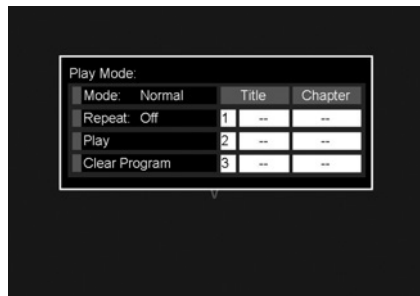 Play Mode:
Mode: Normal Title Chapter
Repeat: Off 1 -- --
Play 2 -- --
Clear Program 3 -- --
V